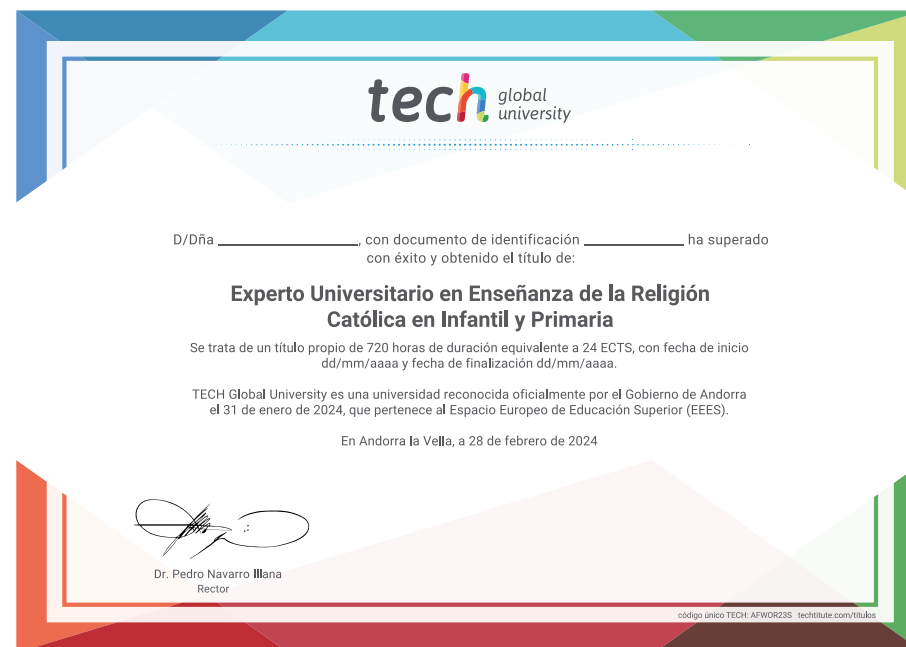 tech global university
D/Dña ____________________, con documento de identificación ______________ ha superado
con éxito y obtenido el título de:
Experto Universitario en Enseñanza de la Religión
Católica en Infantil y Primaria
Se trata de un título propio de 720 horas de duración equivalente a 24 ECTS, con fecha de inicio
dd/mm/aaaa y fecha de finalización dd/mm/aaaa.
TECH Global University es una universidad reconocida oficialmente por el Gobierno de Andorra
el 31 de enero de 2024, que pertenece al Espacio Europeo de Educación Superior (EEES).
En Andorra la Vella, a 28 de febrero de 2024
Dr. Pedro Navarro Illana
Rector
código único TECH: AFWOR23S techtitute.com/titulos